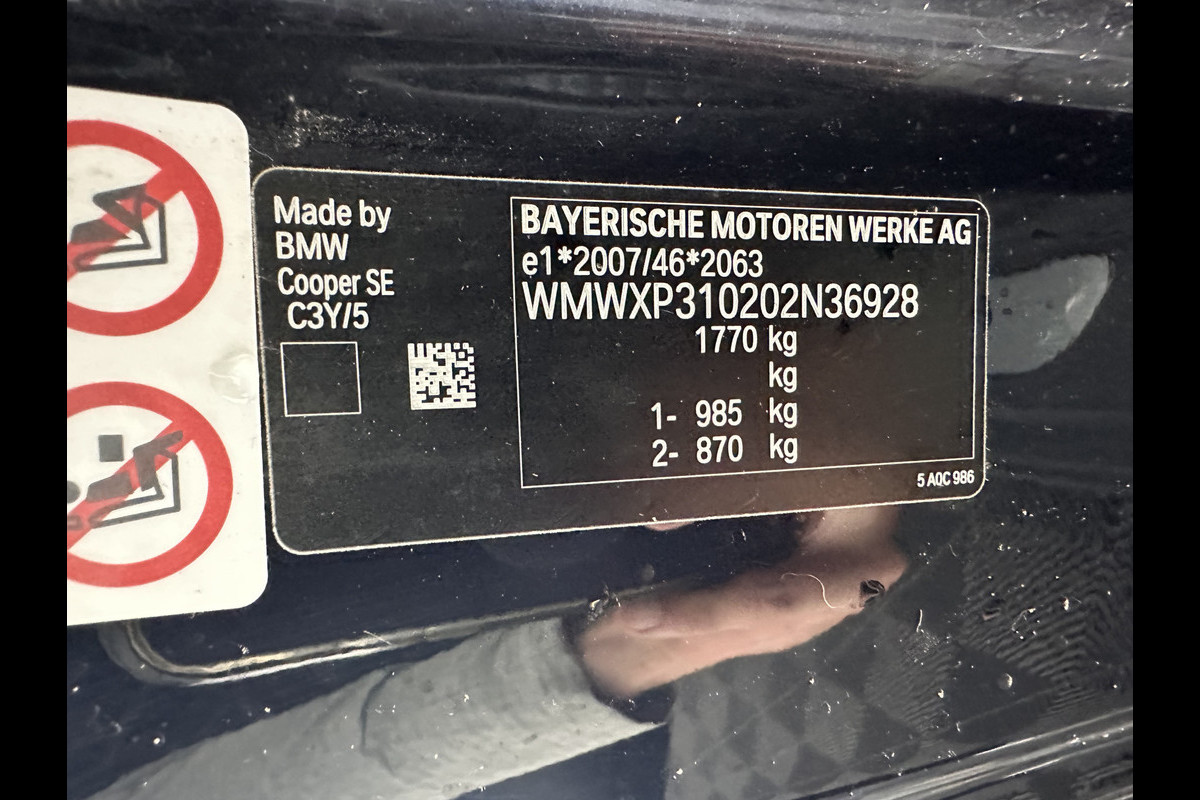 Made by
BMW
Cooper SE
C3Y/5
BAYERISCHE MOTOREN WERKE AG
e1*2007/46*2063
WMWXP310202N36928
1770 kg
kg
1- 985 kg
2- 870 kg
5 AQC 986